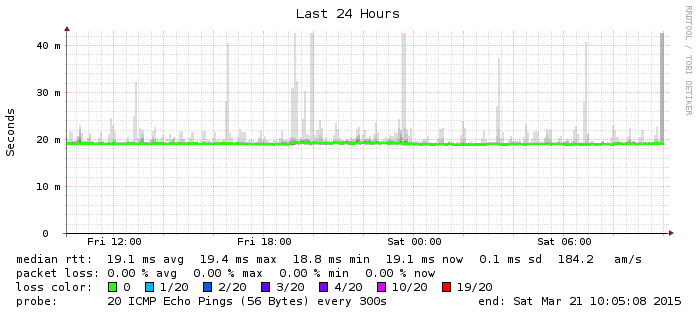 Last 24 Hours
RRDTOOL / TOBI OETIKER
Seconds
40 m
30 m
20 m
10 m
0
Fri 12:00 Fri 18:00 Sat 00:00 Sat 06:00
median rtt: 19.1 ms avg 19.4 ms max 18.8 ms min 19.1 ms now 0.1 ms sd 184.2 am/s
packet loss: 0.00 % avg 0.00 % max 0.00 % min 0.00 % now
loss color: 0 1/20 2/20 3/20 4/20 10/20 19/20
probe: 20 ICMP Echo Pings (56 Bytes) every 300s end: Sat Mar 21 10:05:08 2015